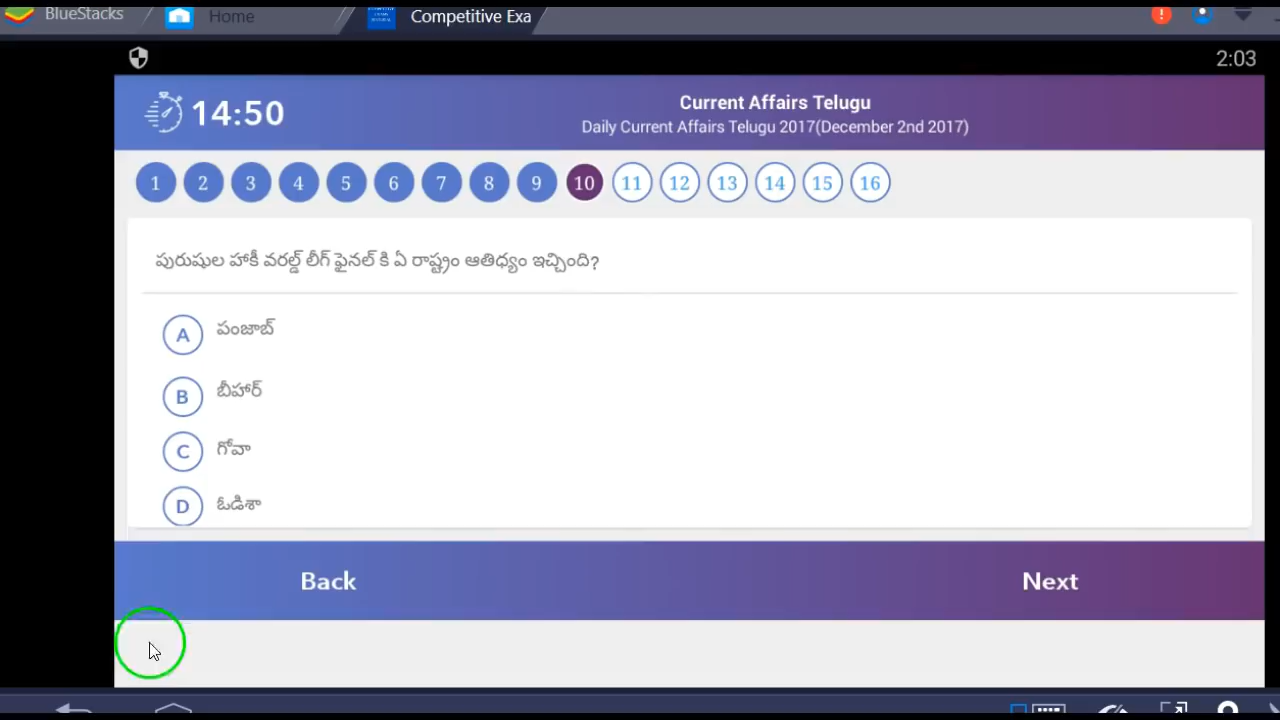 BlueStacks
Home
Competitive Exa
2:03
14:50
Current Affairs Telugu
Daily Current Affairs Telugu 2017(December 2nd 2017)
1 2 3 4 5 6 7 8 9 10 11 12 13 14 15 16
పురుషుల హాకీ వరల్డ్ లీగ్ ఫైనల్ కి ఏ రాష్ట్రం ఆతిధ్యం ఇచ్చింది?
A పంజాబ్
B బీహార్
C గోవా
D ఓడిశా
Back
Next